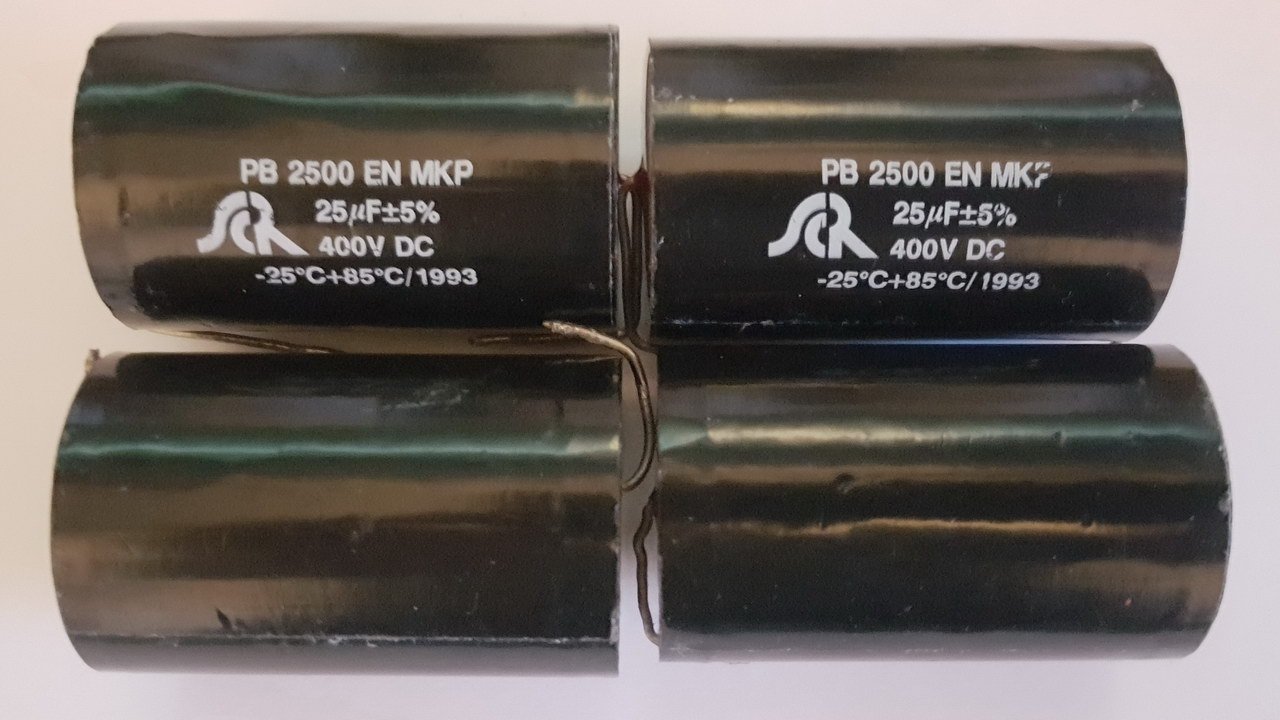 PB 2500 EN MKP
SCR
25µF±5%
400V DC
-25°C+85°C/1993
PB 2500 EN MKP
SCR
25µF±5%
400V DC
-25°C+85°C/1993